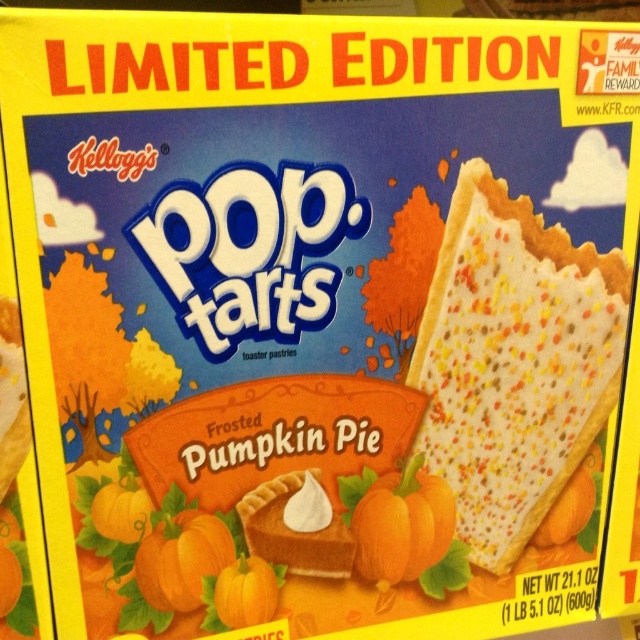 LIMITED EDITION
Kellogg's
FAMILY
REWARDS
www.KFR.com
Kellogg's®
POP.
tarts®
toaster pastries
Frosted
Pumpkin Pie
NET WT 21.1 OZ
(1 LB 5.1 OZ) (600g)